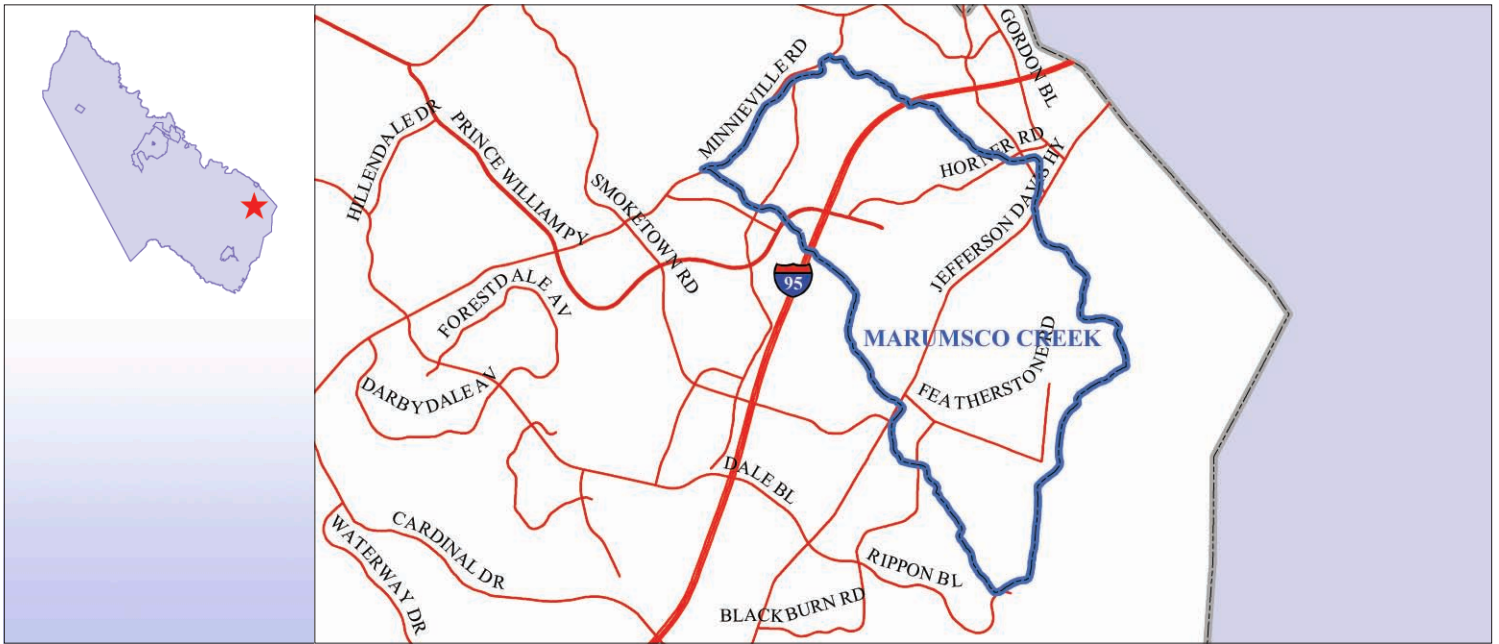 GORDON BL
MINNIEVILLE RD
HILLENDALE DR
PRINCE WILLIAM PY
HORNER RD
SMOKETOWN RD
JEFFERSON DAVIS HY
95
FORESTDALE AV
MARUMSCO CREEK
FEATHERSTONE RD
DARBYDALE AV
DALE BL
CARDINAL DR
WATERWAY DR
RIPPON BL
BLACKBURN RD